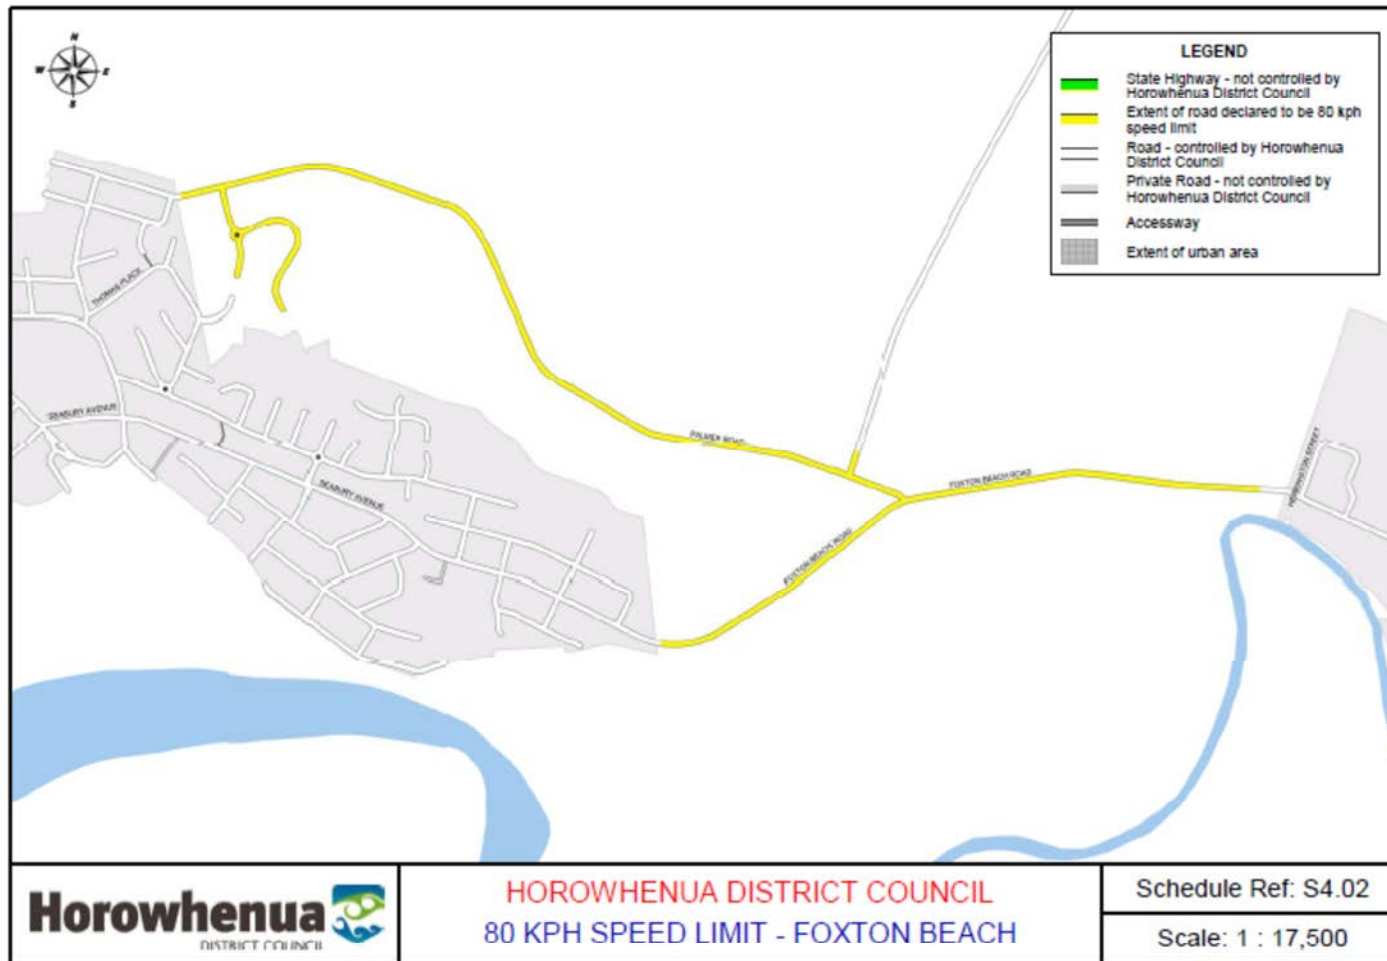 N
W
E
S
LEGEND
State Highway - not controlled by
Horowhenua District Council
Extent of road declared to be 80 kph
speed limit
Road - controlled by Horowhenua
District Council
Private Road - not controlled by
Horowhenua District Council
Accessway
Extent of urban area
THOMAS PLACE
SEABURY AVENUE
PALMER ROAD
SEABURY AVENUE
FOXTON BEACH ROAD
FOXTON BEACH ROAD
Horowhenua
DISTRICT COUNCIL
HOROWHENUA DISTRICT COUNCIL
80 KPH SPEED LIMIT - FOXTON BEACH
Schedule Ref: S4.02
Scale: 1 : 17,500